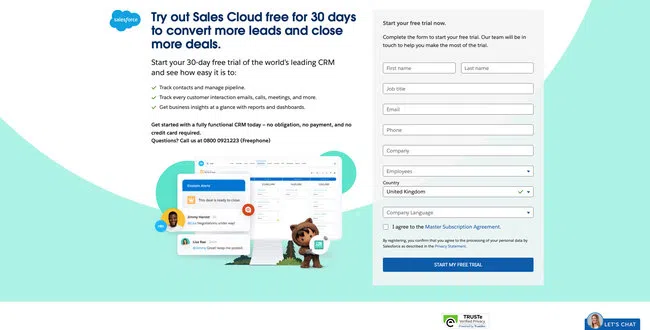 salesforce
Try out Sales Cloud free for 30 days
to convert more leads and close
more deals.
Start your 30-day free trial of the world's leading CRM
and see how easy it is to:
Track contacts and manage pipeline.
Track every customer interaction emails, calls, meetings, and more.
Get business insights at a glance with reports and dashboards.
Get started with a fully functional CRM today – no obligation, no payment, and no
credit card required.
Questions? Call us at 0800 0921223 (Freephone)
Einstein Alerts
This deal is ready to close.
Start your free trial now.
Complete the form to start your free trial. Our team will be in
touch to help you make the most of the trial.
First name
Last name
Job title
Email
Phone
Company
Employees
Country
United Kingdom
Company Language
I agree to the Master Subscription Agreement.
By registering, you confirm that you agree to the processing of your personal data by
Salesforce as described in the Privacy Statement.
START MY FREE TRIAL
TRUSTe
Verified Privacy
LET'S CHAT